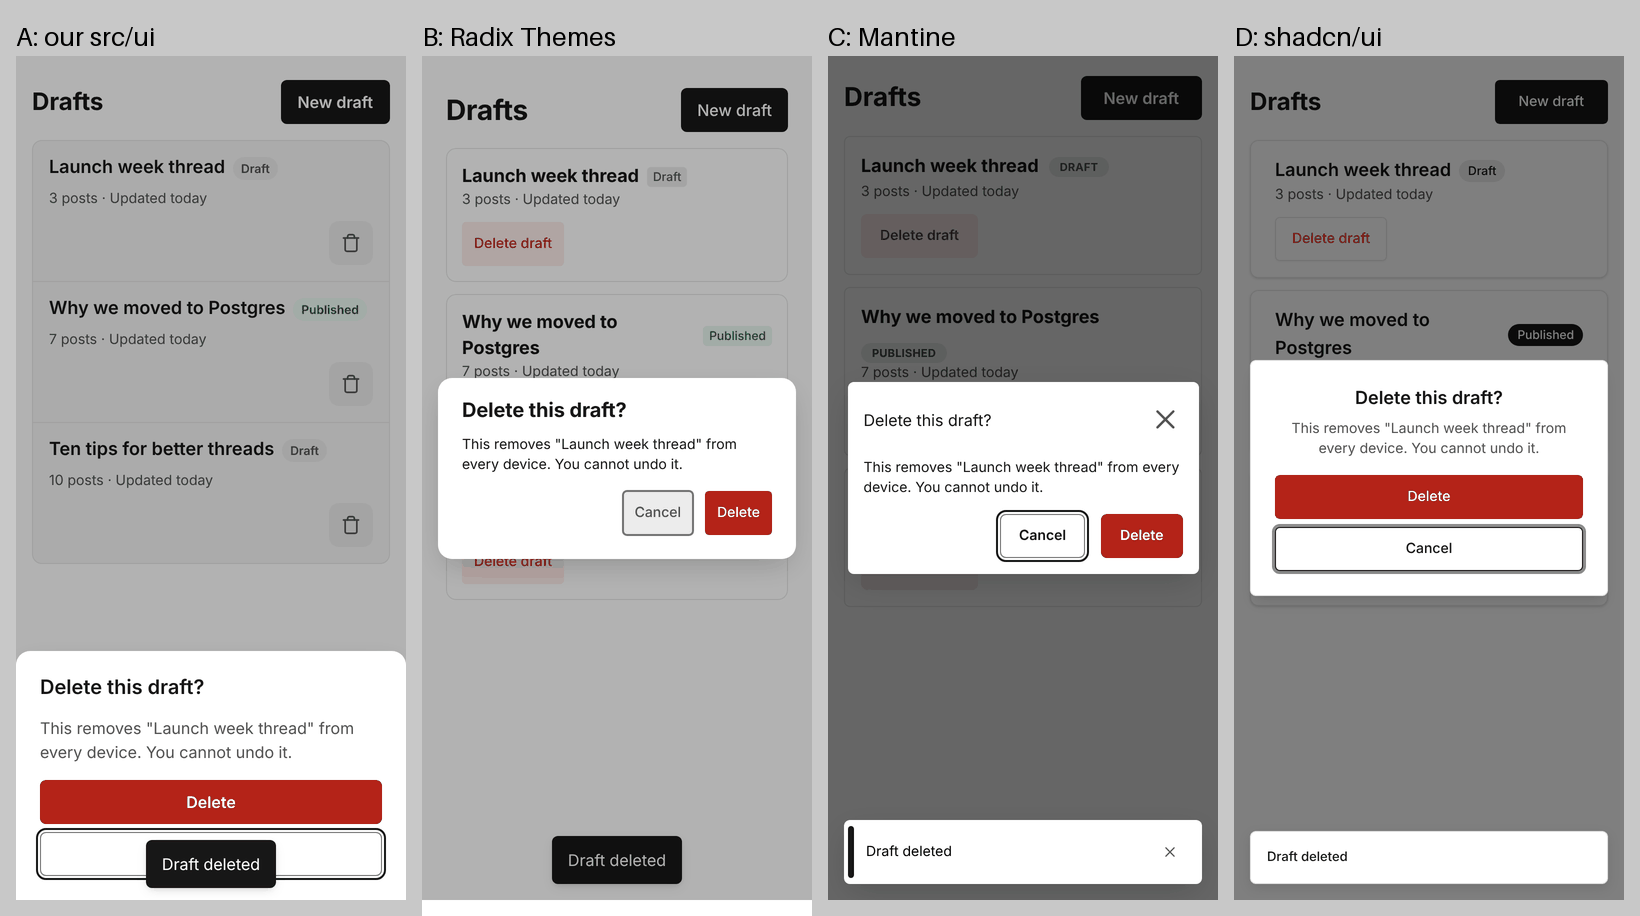 A: our src/ui
Drafts
New draft
Launch week thread
Draft
3 posts · Updated today
Why we moved to Postgres
Published
7 posts · Updated today
Ten tips for better threads
Draft
10 posts · Updated today
Delete this draft?
This removes "Launch week thread" from
every device. You cannot undo it.
Delete
Draft deleted
B: Radix Themes
Drafts
New draft
Launch week thread
Draft
3 posts · Updated today
Delete draft
Why we moved to
Postgres
Published
7 posts · Updated today
Delete this draft?
This removes "Launch week thread" from
every device. You cannot undo it.
Cancel
Delete
Delete draft
Draft deleted
C: Mantine
Drafts
New draft
Launch week thread
DRAFT
3 posts · Updated today
Delete draft
Why we moved to Postgres
PUBLISHED
7 posts · Updated today
Delete this draft?
This removes "Launch week thread" from every
device. You cannot undo it.
Cancel
Delete
Draft deleted
D: shadcn/ui
Drafts
New draft
Launch week thread
Draft
3 posts · Updated today
Delete draft
Why we moved to
Postgres
Published
Delete this draft?
This removes "Launch week thread" from
every device. You cannot undo it.
Delete
Cancel
Draft deleted